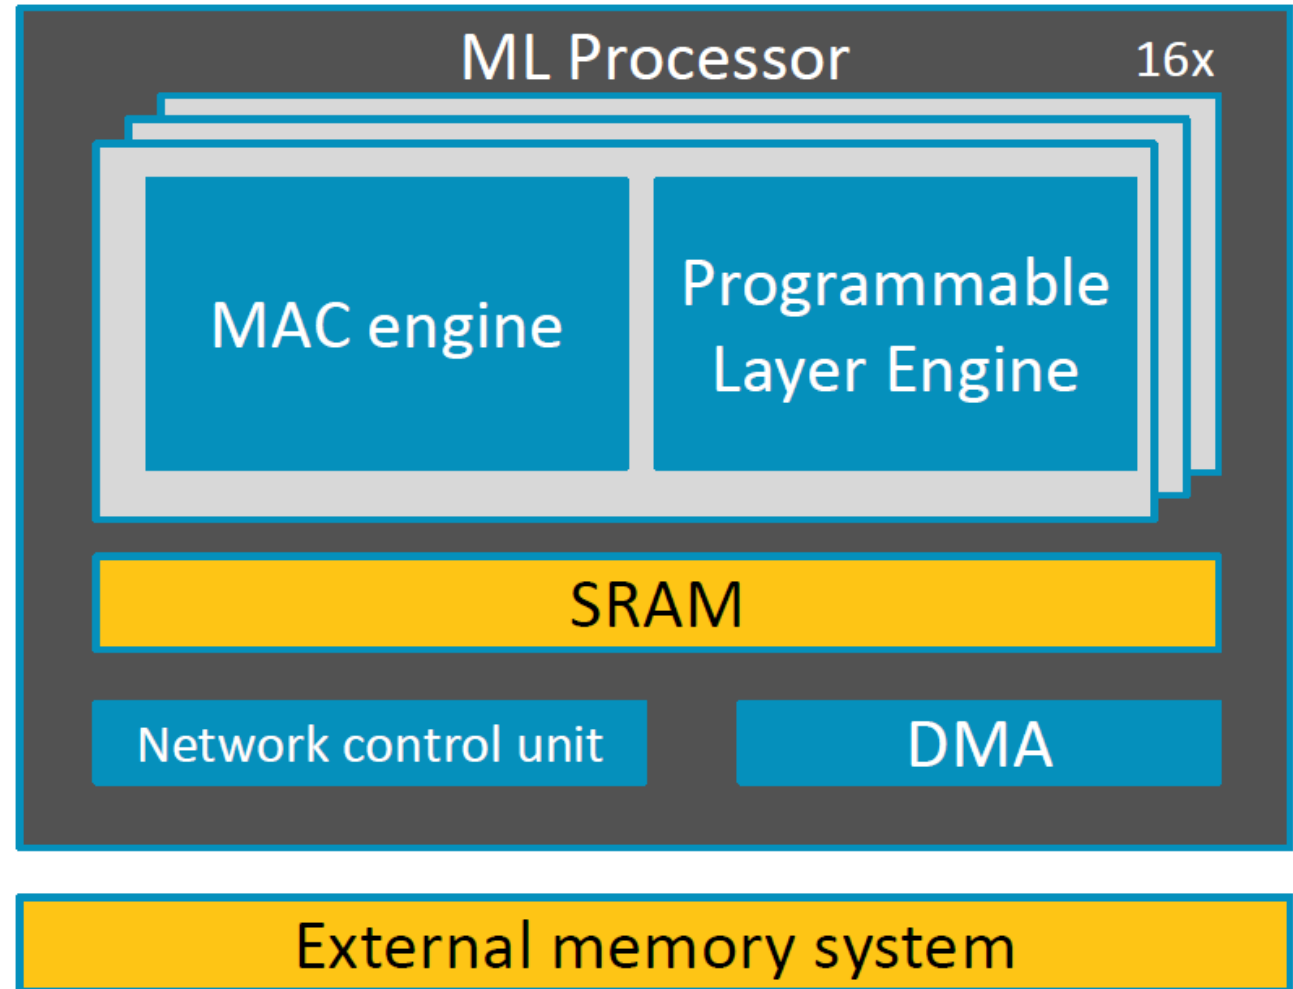 ML Processor
16x
MAC engine
Programmable
Layer Engine
SRAM
Network control unit
DMA
External memory system